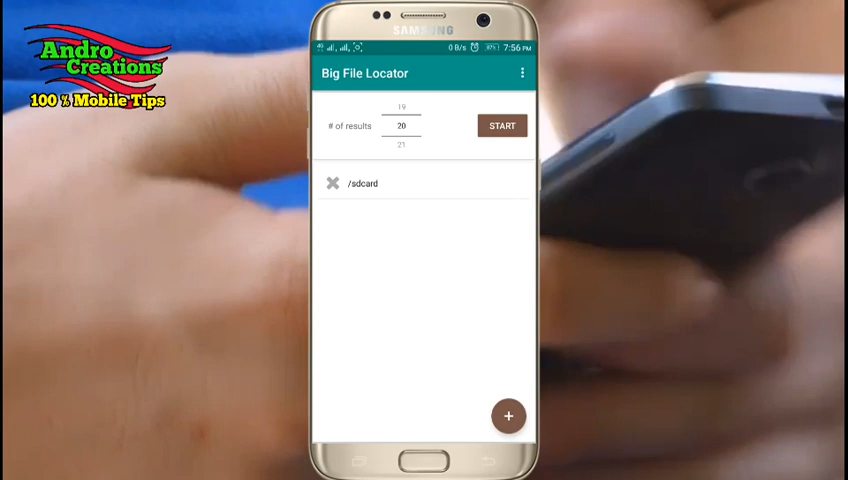 Andro
Creations
100 % Mobile Tips
SAMSUNG
0 B/s 7:56 PM
Big File Locator
19
# of results 20 START
21
/sdcard
+